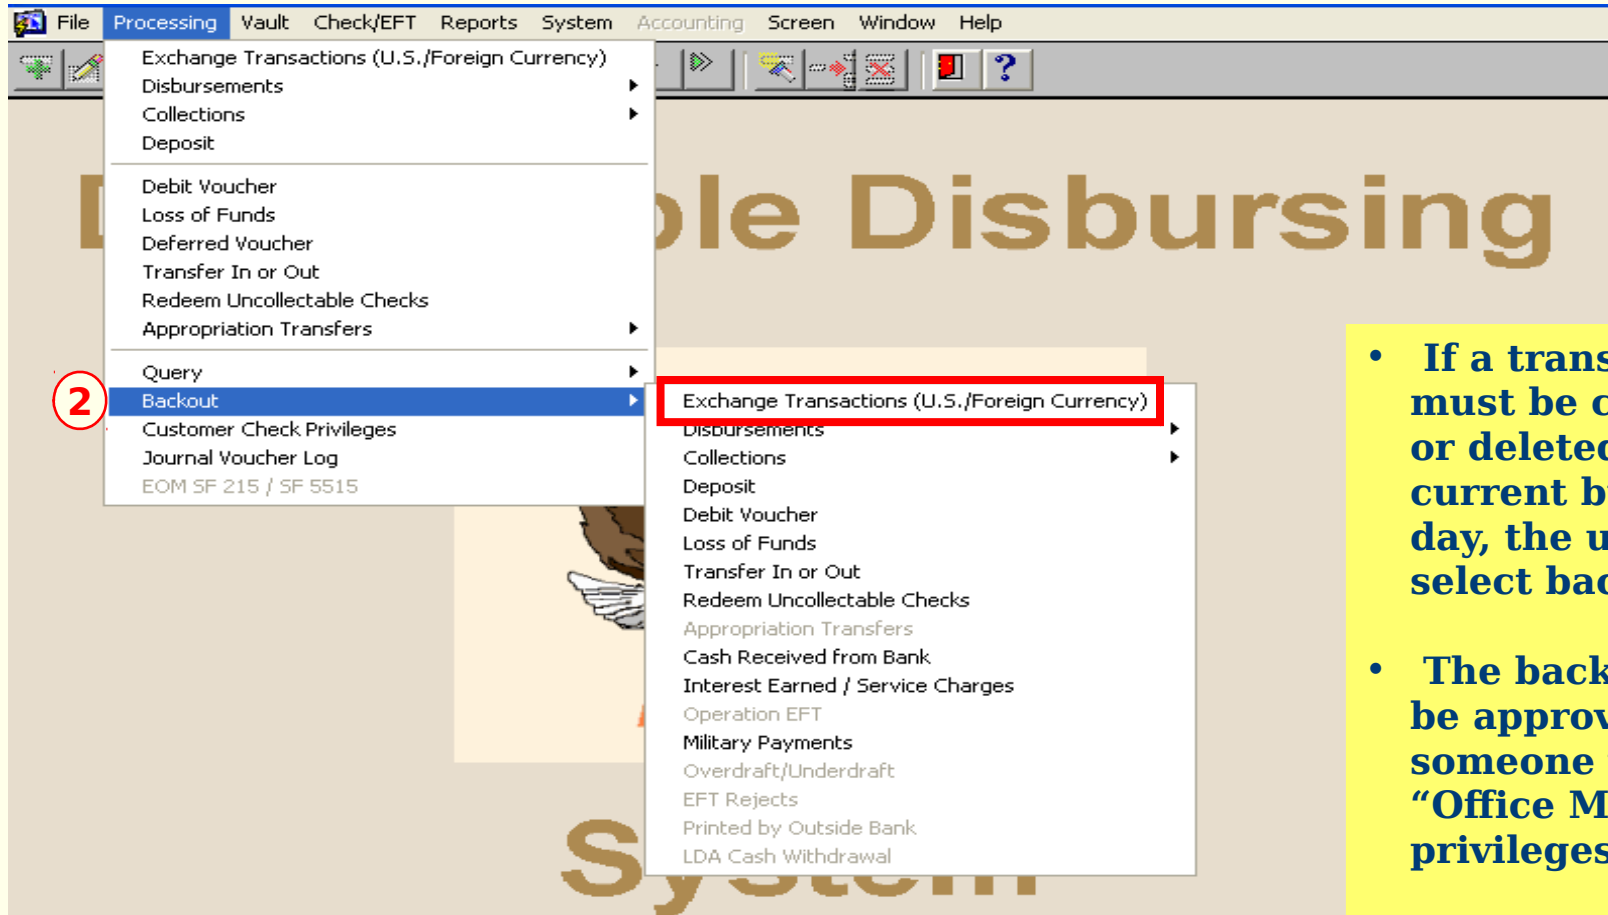 File Processing Vault Check/EFT Reports System Accounting Screen Window Help
Exchange Transactions (U.S./Foreign Currency)
Disbursements
Collections
Deposit
Debit Voucher
Loss of Funds
Deferred Voucher
Transfer In or Out
Redeem Uncollectable Checks
Appropriation Transfers
Query
2 Backout
Customer Check Privileges
Journal Voucher Log
EOM SF 215 / SF 5515
Exchange Transactions (U.S./Foreign Currency)
Disbursements
Collections
Deposit
Debit Voucher
Loss of Funds
Transfer In or Out
Redeem Uncollectable Checks
Appropriation Transfers
Cash Received from Bank
Interest Earned / Service Charges
Operation EFT
Military Payments
Overdraft/Underdraft
EFT Rejects
Printed by Outside Bank
LDA Cash Withdrawal
ble Disbursing
System
• If a trans
must be c
or deleted
current b
day, the u
select bac
• The back
be approv
someone
“Office M
privileges